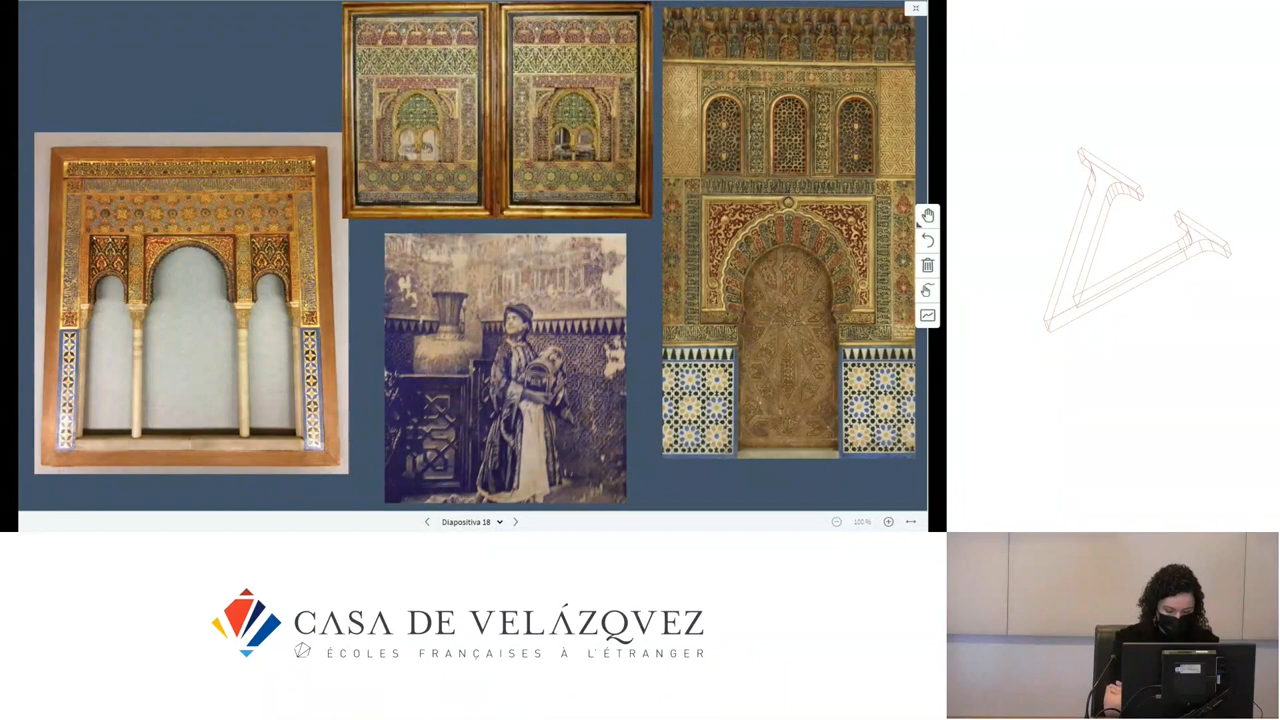 Diapositiva 18
100 %
CASA DE VELÁZQVEZ
ÉCOLES FRANÇAISES À L'ÉTRANGER